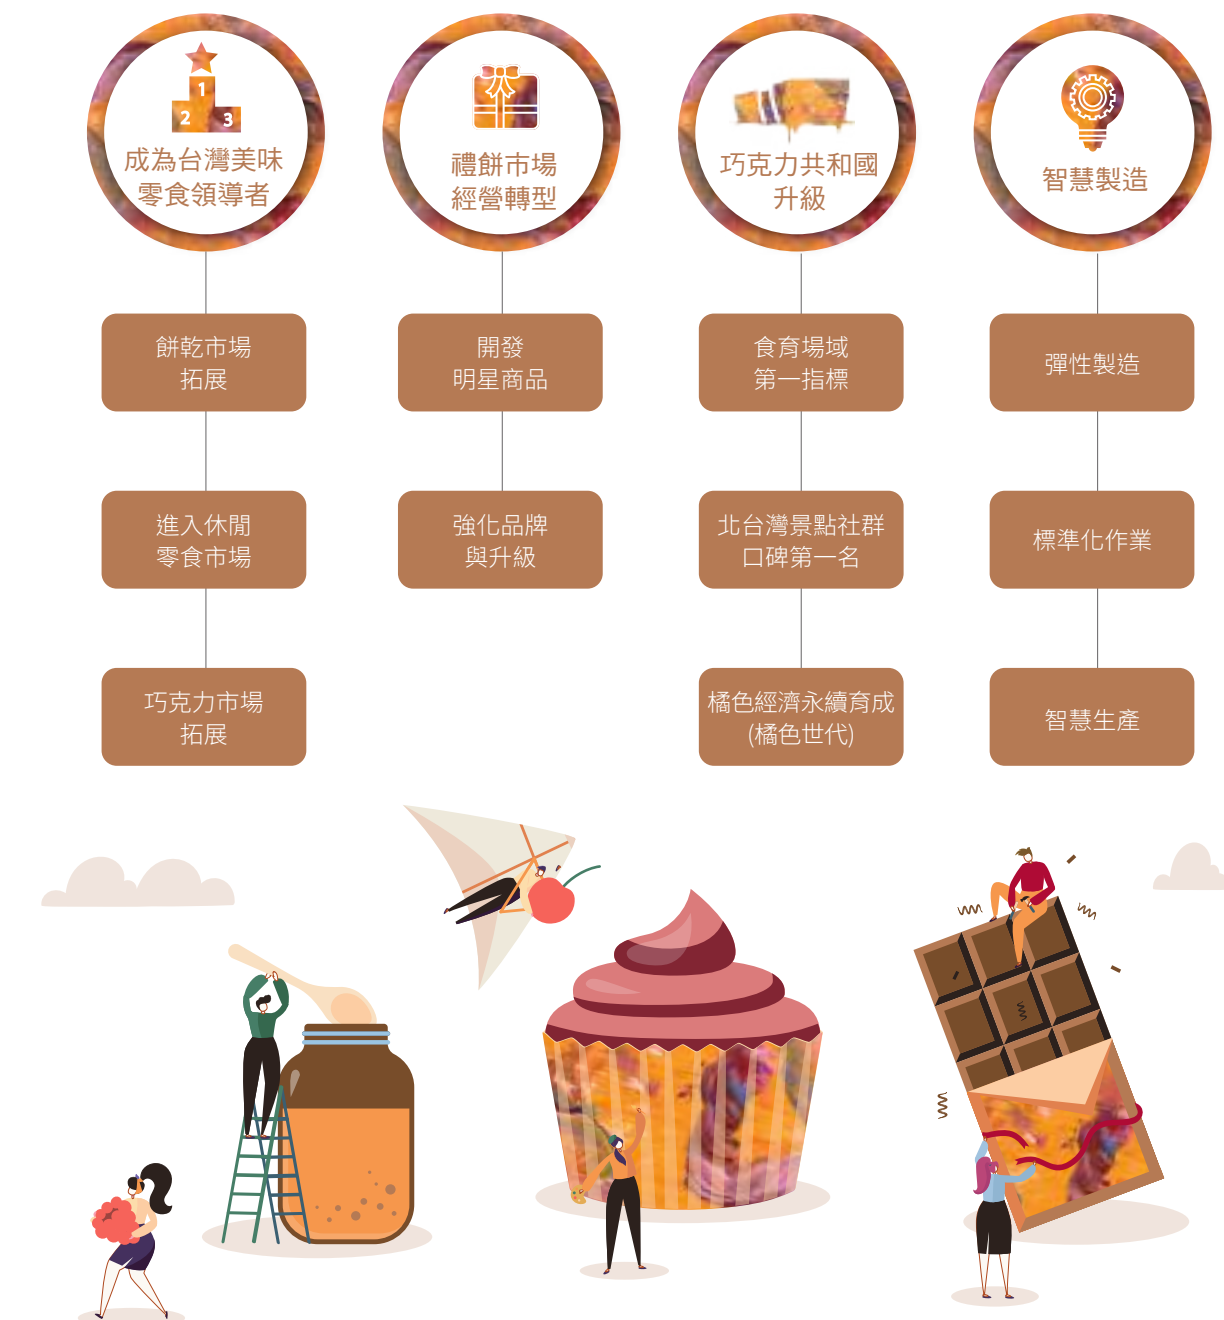 1
2
3
成為台灣美味
零食領導者
餅乾市場
拓展
進入休閒
零食市場
巧克力市場
拓展
禮餅市場
經營轉型
開發
明星商品
強化品牌
與升級
巧克力共和國
升級
食育場域
第一指標
北台灣景點社群
口碑第一名
橘色經濟永續育成
(橘色世代)
智慧製造
彈性製造
標準化作業
智慧生產